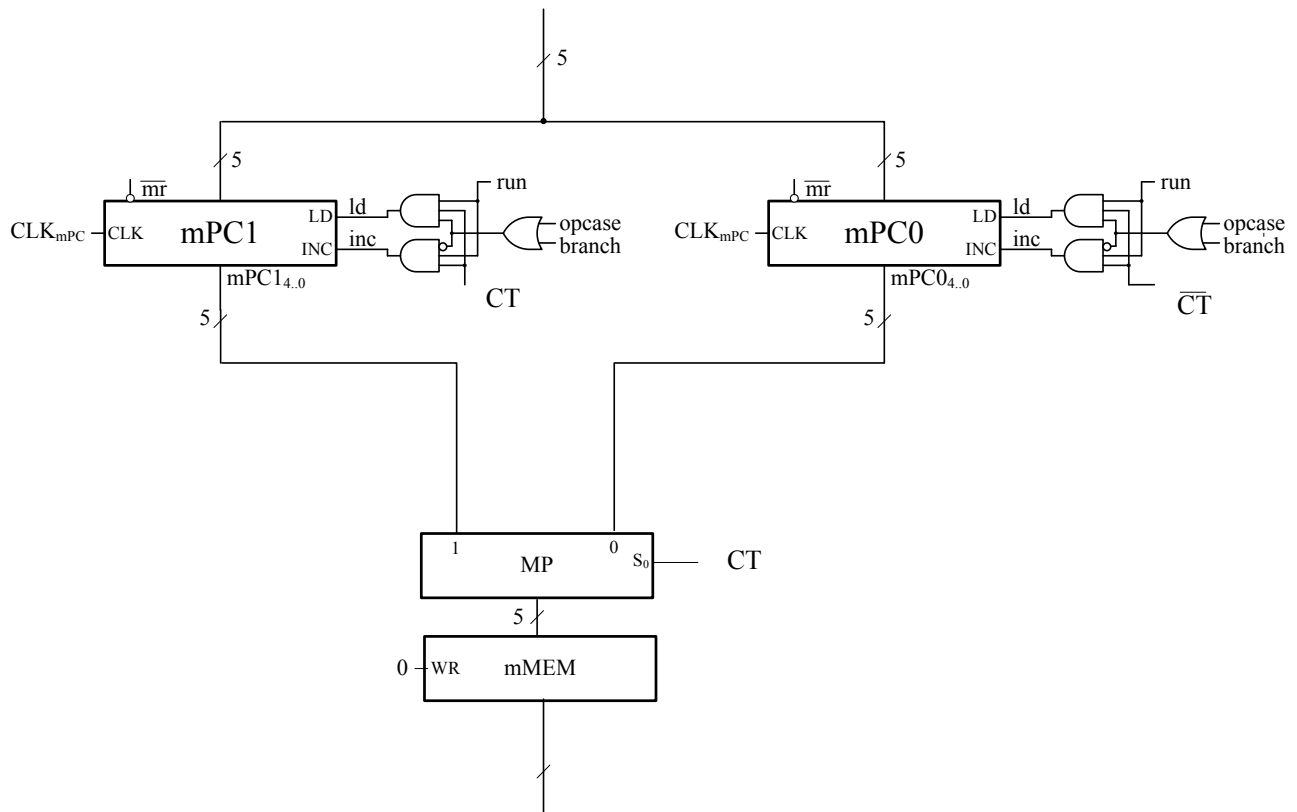 5
5
5
mr
run
mr
run
ld
ld
LD
opcase
LD
opcase
CLKmPC
CLK
mPC1
CLKmPC
CLK
mPC0
inc
branch
inc
branch
INC
INC
mPC14..0
mPC04..0
CT
CT
5
5
1
0
MP
S0
CT
5
0
WR
mMEM